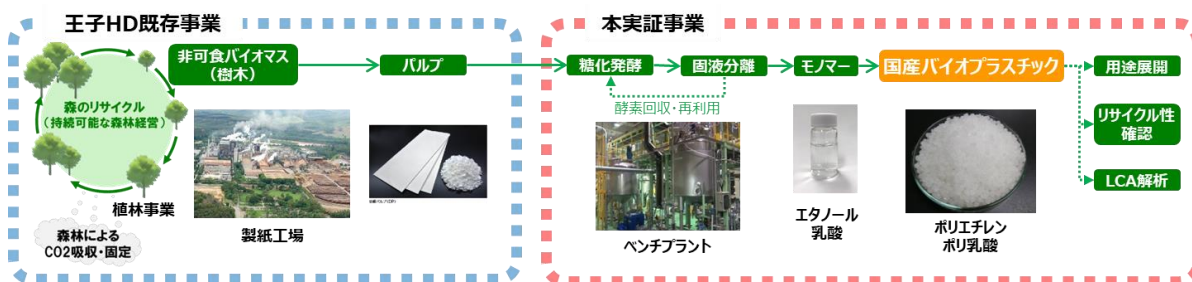 王子HD既存事業
非可食バイオマス
（樹木）
パルプ
森のリサイクル
（持続可能な森林経営）
植林事業
製紙工場
森林による
CO2吸収・固定
本実証事業
糖化発酵
固液分離
モノマー
国産バイオプラスチック
用途展開
酵素回収・再利用
リサイクル性
確認
LCA解析
ベンチプラント
エタノール
乳酸
ポリエチレン
ポリ乳酸